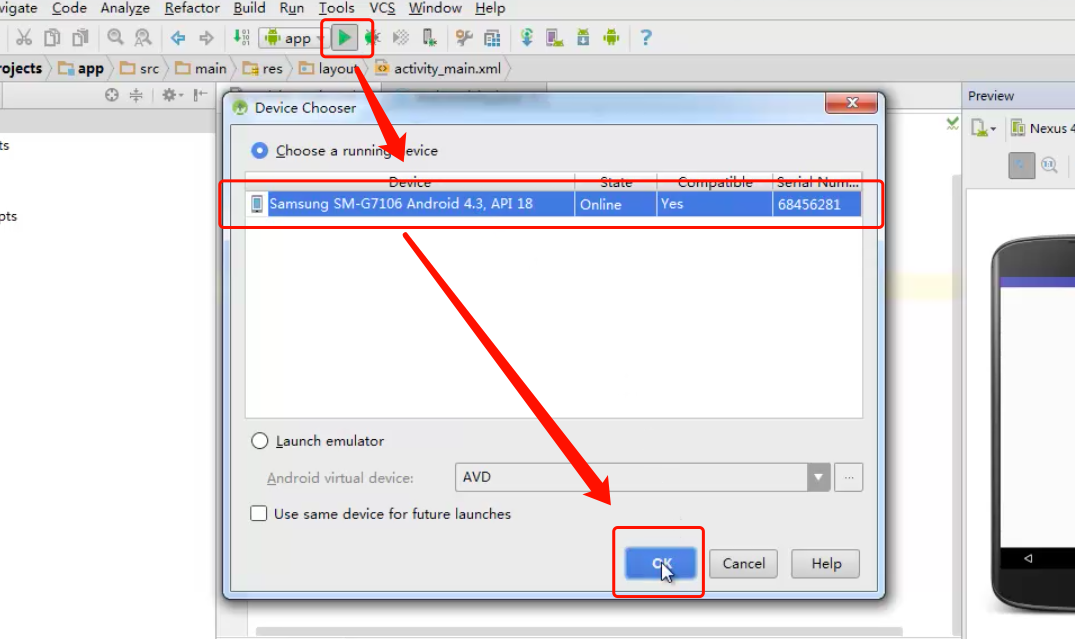 vigate Code Analyze Refactor Build Run Tools VCS Window Help
app
rojects app src main res layout activity_main.xml
Device Chooser
Preview
Nexus 4
ts
pts
Choose a running device
Device State Compatible Serial Num...
Samsung SM-G7106 Android 4.3, API 18 Online Yes 68456281
Launch emulator
Android virtual device: AVD ...
Use same device for future launches
OK Cancel Help